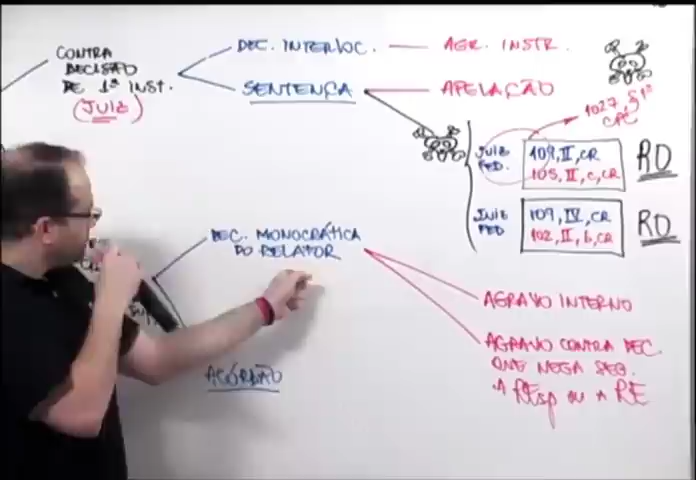 CONTRA
DECISÃO
DE 1ª INST.
(JUIZ)
DEC. INTERLOC.
AGR. INSTR.
SENTENÇA
APELAÇÃO
1027, §1º
CPC
JUIZ
FED.
109, II, CR
105, II, c, CR
RO
JUIZ
FED
109, IV, CR
102, II, b, CR
RO
DEC. MONOCRÁTICA
DO RELATOR
AGRAVO INTERNO
AGRAVO CONTRA DEC.
QUE NEGA SEG.
A RESP OU A RE
ACÓRDÃO